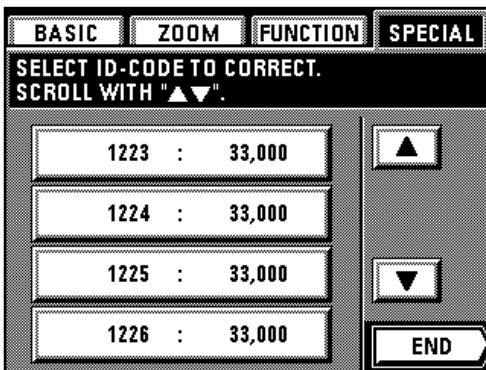 BASIC ZOOM FUNCTION SPECIAL
SELECT ID-CODE TO CORRECT.
SCROLL WITH "▲▼".
1223 : 33,000
▲
1224 : 33,000
1225 : 33,000
▼
1226 : 33,000
END